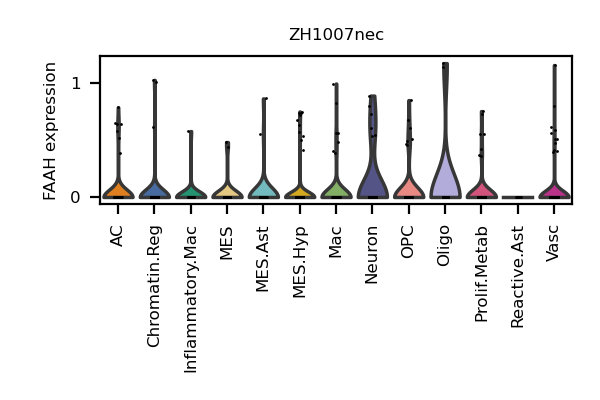 ZH1007nec
FAAH expression
1
0
AC
Chromatin.Reg
Inflammatory.Mac
MES
MES.Ast
MES.Hyp
Mac
Neuron
OPC
Oligo
Prolif.Metab
Reactive.Ast
Vasc